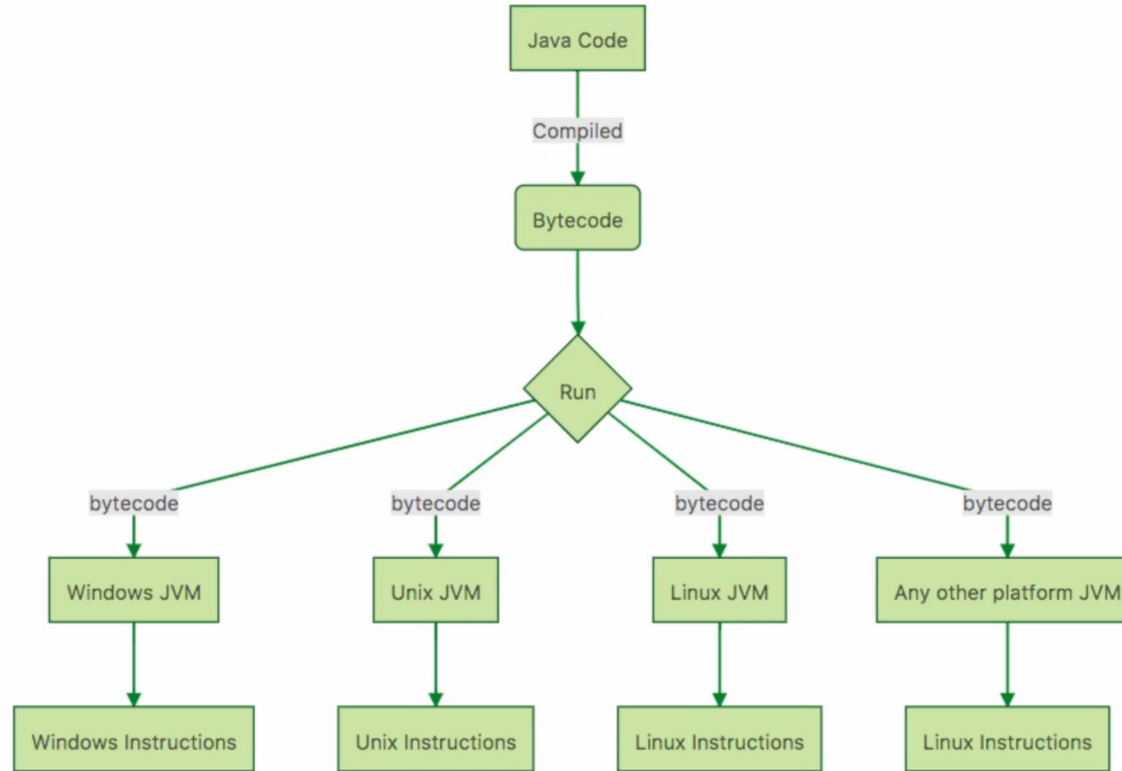 Java Code
Compiled
Bytecode
Run
bytecode
bytecode
bytecode
bytecode
Windows JVM
Unix JVM
Linux JVM
Any other platform JVM
Windows Instructions
Unix Instructions
Linux Instructions
Linux Instructions